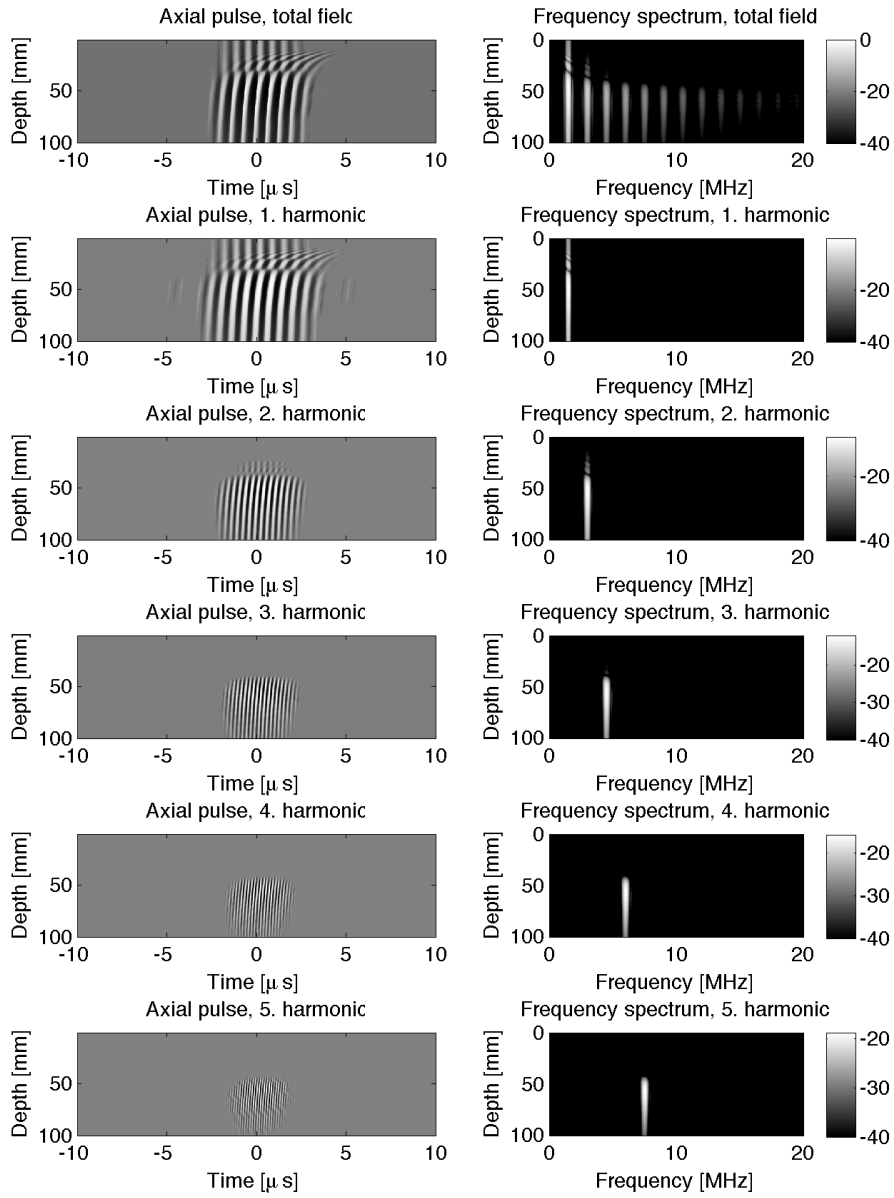 Axial pulse, total field
Frequency spectrum, total field
0
50
100
Depth [mm]
-10 -5 0 5 10
Time [μ s]
0
50
100
Depth [mm]
0 10 20
Frequency [MHz]
0
-20
-40
Axial pulse, 1. harmonic
Frequency spectrum, 1. harmonic
50
100
Depth [mm]
-10 -5 0 5 10
Time [μ s]
0
50
100
Depth [mm]
0 10 20
Frequency [MHz]
-20
-40
Axial pulse, 2. harmonic
Frequency spectrum, 2. harmonic
50
100
Depth [mm]
-10 -5 0 5 10
Time [μ s]
0
50
100
Depth [mm]
0 10 20
Frequency [MHz]
-20
-40
Axial pulse, 3. harmonic
Frequency spectrum, 3. harmonic
50
100
Depth [mm]
-10 -5 0 5 10
Time [μ s]
0
50
100
Depth [mm]
0 10 20
Frequency [MHz]
-20
-30
-40
Axial pulse, 4. harmonic
Frequency spectrum, 4. harmonic
50
100
Depth [mm]
-10 -5 0 5 10
Time [μ s]
0
50
100
Depth [mm]
0 10 20
Frequency [MHz]
-20
-30
-40
Axial pulse, 5. harmonic
Frequency spectrum, 5. harmonic
50
100
Depth [mm]
-10 -5 0 5 10
Time [μ s]
0
50
100
Depth [mm]
0 10 20
Frequency [MHz]
-20
-30
-40